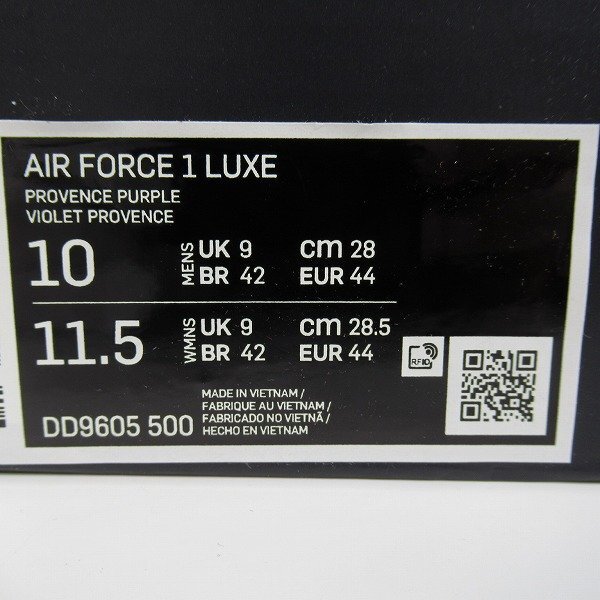 AIR FORCE 1 LUXE
PROVENCE PURPLE
VIOLET PROVENCE
10 MENS UK 9 cm 28
BR 42 EUR 44
11.5 WMNS UK 9 cm 28.5
BR 42 EUR 44
RFID
DD9605 500
MADE IN VIETNAM /
FABRIQUE AU VIETNAM /
FABRICADO NO VIETNÃ /
HECHO EN VIETNAM